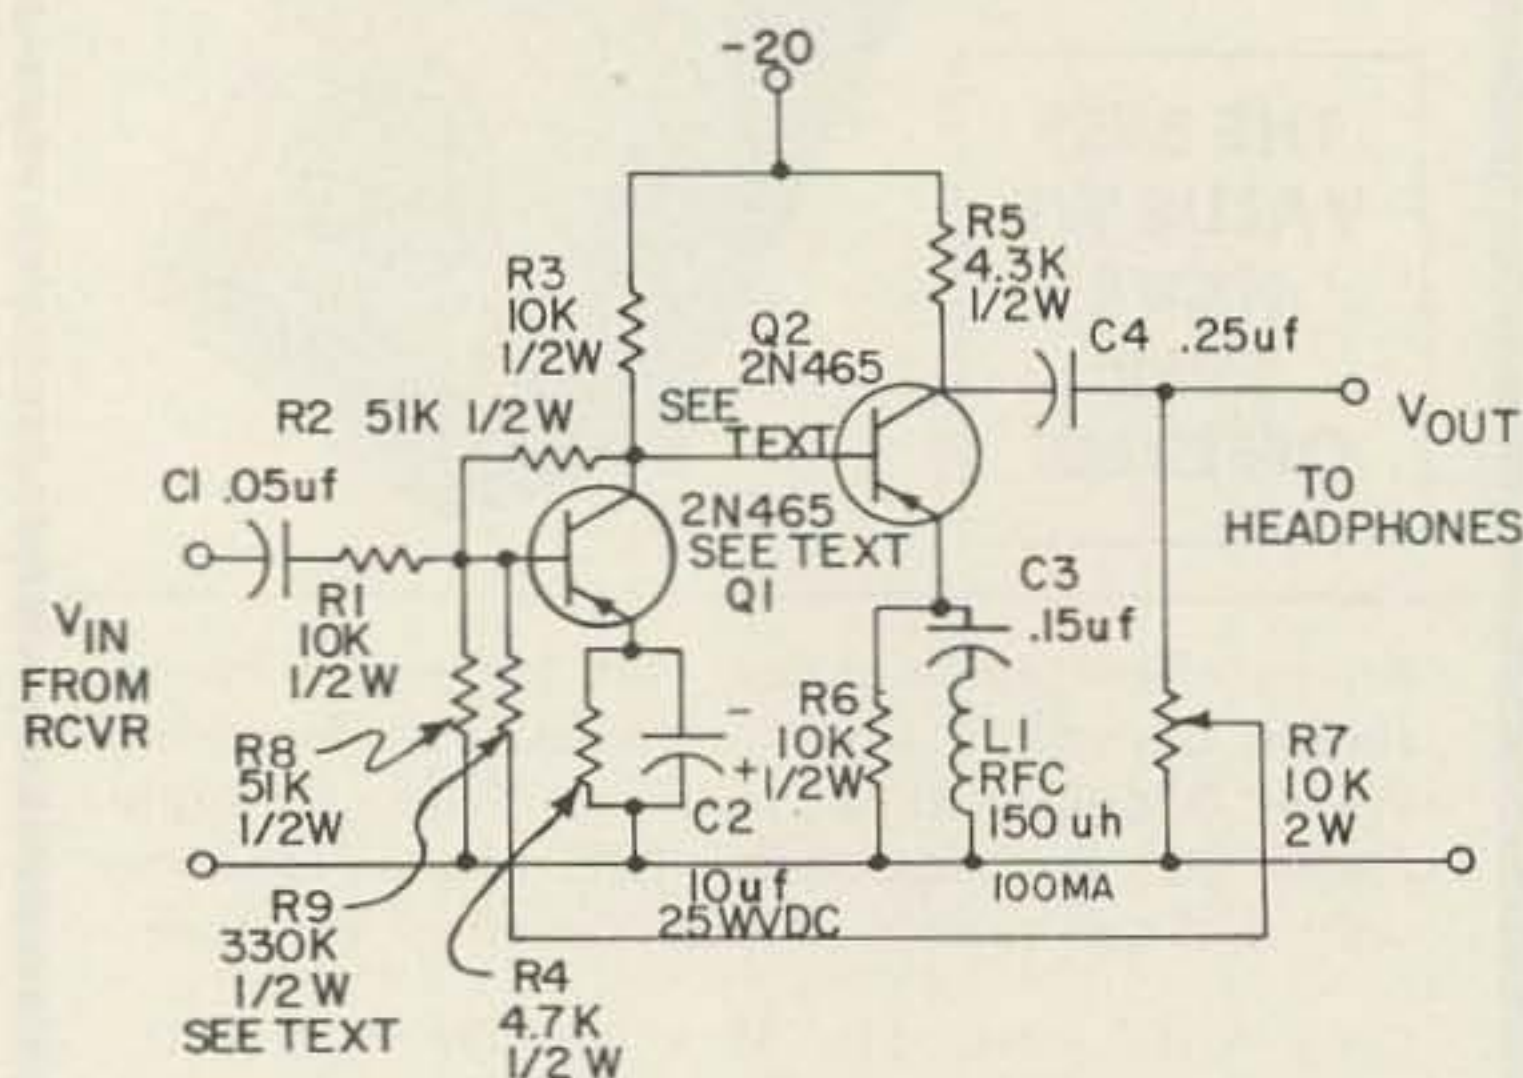 -20
R5
4.3K
1/2W
R3
10K
1/2W
Q2
2N465
C4 .25uf
R2 51K 1/2W
SEE
TEXT
VOUT
TO
HEADPHONES
C1 .05uf
2N465
SEE TEXT
Q1
R1
10K
1/2W
VIN
FROM
RCVR
C3
.15uf
R6
10K
1/2W
L1
RFC
150 uh
100MA
R7
10K
2W
R8
51K
1/2W
-
+
C2
10uf
25WVDC
R9
330K
1/2W
SEE TEXT
R4
4.7K
1/2W